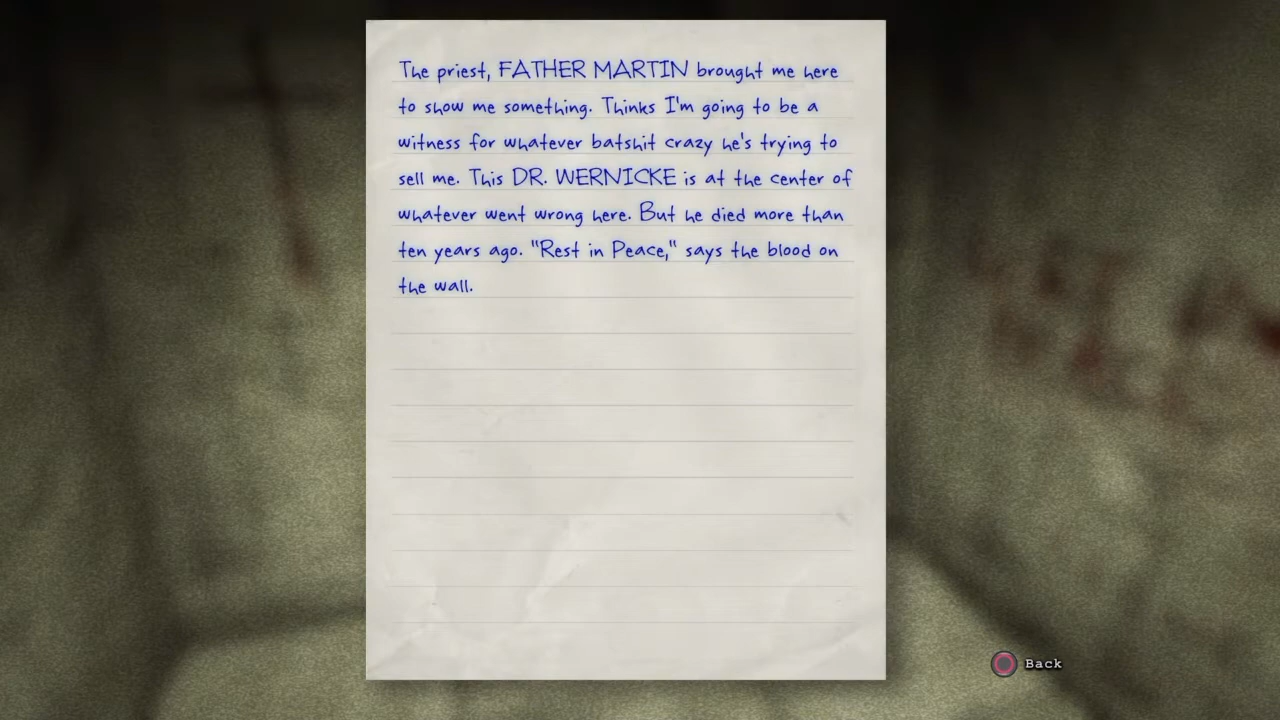 The priest, FATHER MARTIN brought me here
to show me something. Thinks I'm going to be a
witness for whatever batshit crazy he's trying to
sell me. This DR. WERNICKE is at the center of
whatever went wrong here. But he died more than
ten years ago. "Rest in Peace," says the blood on
the wall.
Back